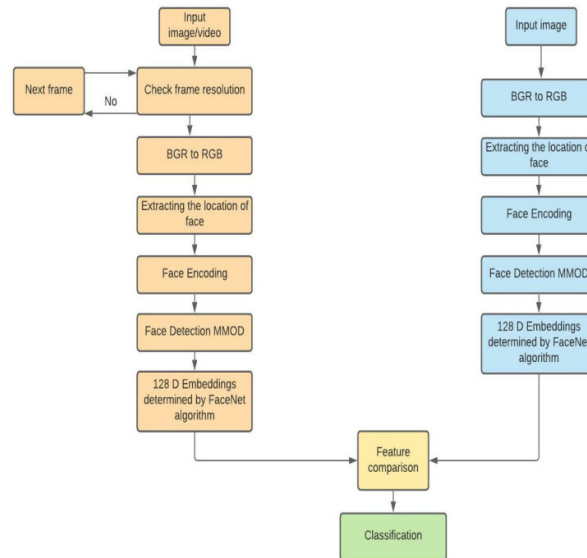 Input
image/video
Next frame
No
Check frame resolution
BGR to RGB
Extracting the location of
face
Face Encoding
Face Detection MMOD
128 D Embeddings
determined by FaceNet
algorithm
Input image
BGR to RGB
Extracting the location of
face
Face Encoding
Face Detection MMOD
128 D Embeddings
determined by FaceNet
algorithm
Feature
comparison
Classification